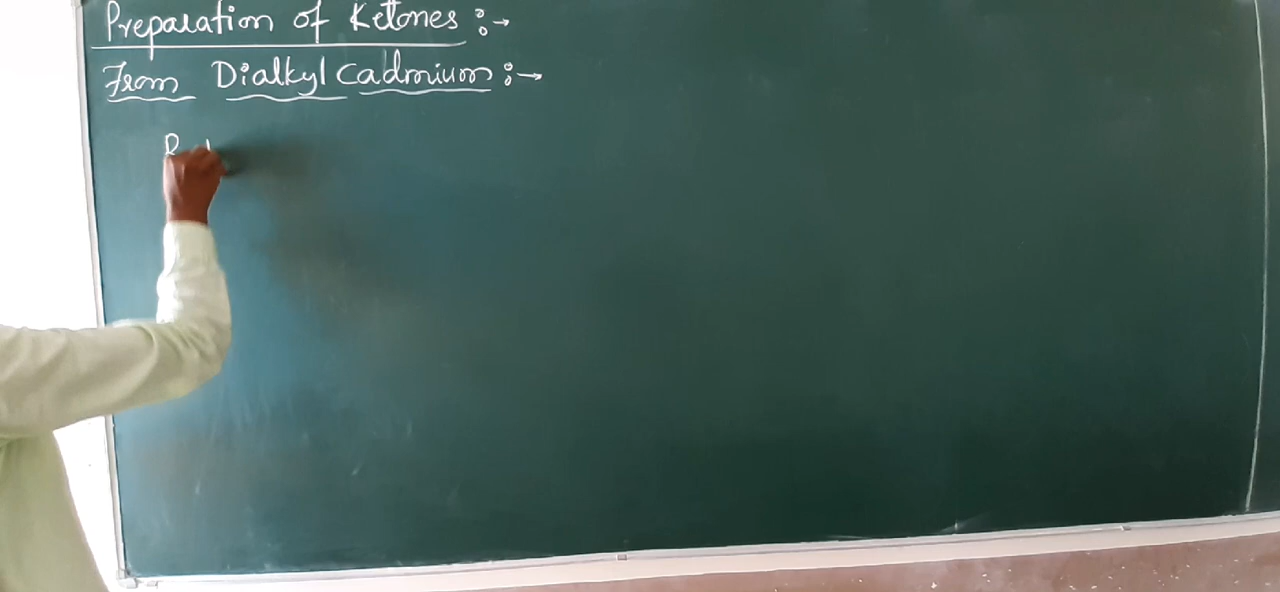 Preparation of Ketones :→
From Dialkyl Cadmium :→
R